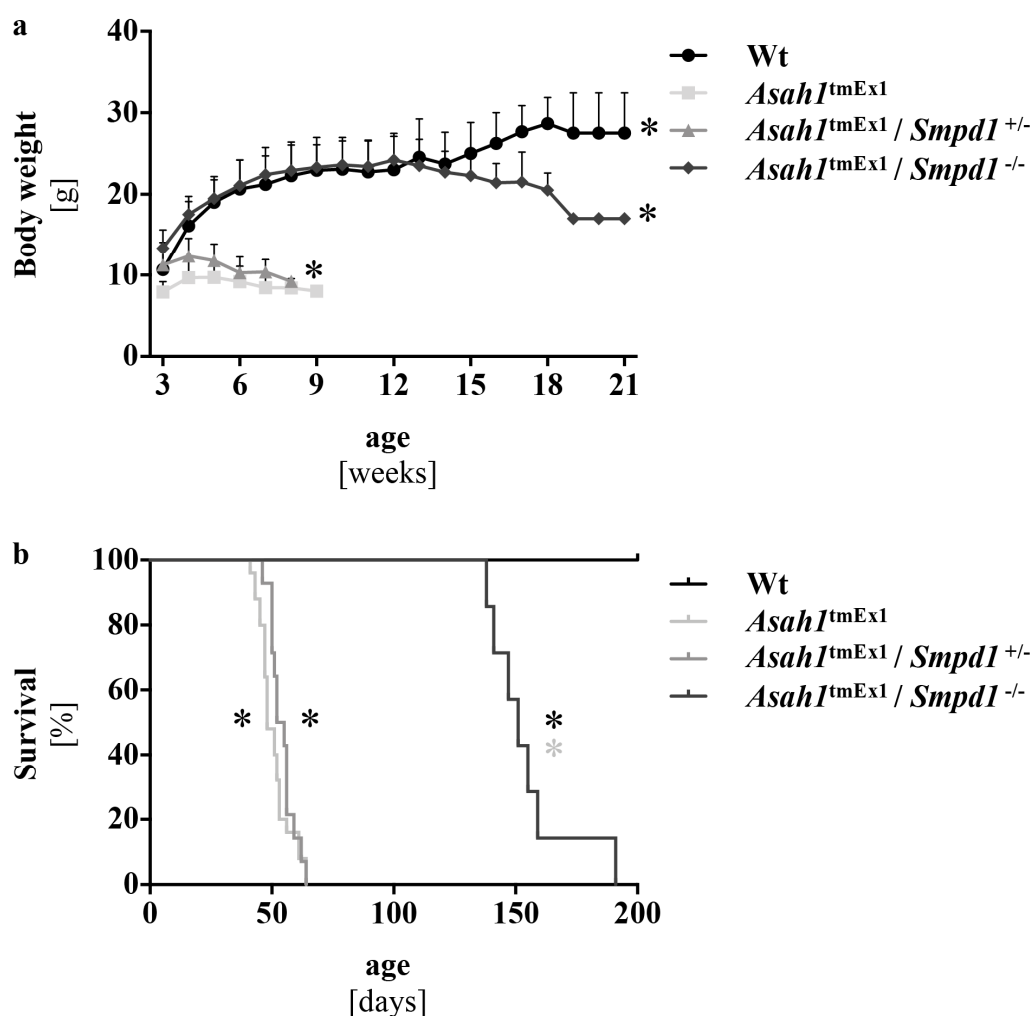 a
40
30
20
10
0
Body weight
[g]
3 6 9 12 15 18 21
age
[weeks]
* * *
Wt
Asah1tmEx1
Asah1tmEx1 / Smpd1 +/-
Asah1tmEx1 / Smpd1 -/-
b
100
80
60
40
20
0
Survival
[%]
0 50 100 150 200
age
[days]
* * *
*
Wt
Asah1tmEx1
Asah1tmEx1 / Smpd1 +/-
Asah1tmEx1 / Smpd1 -/-